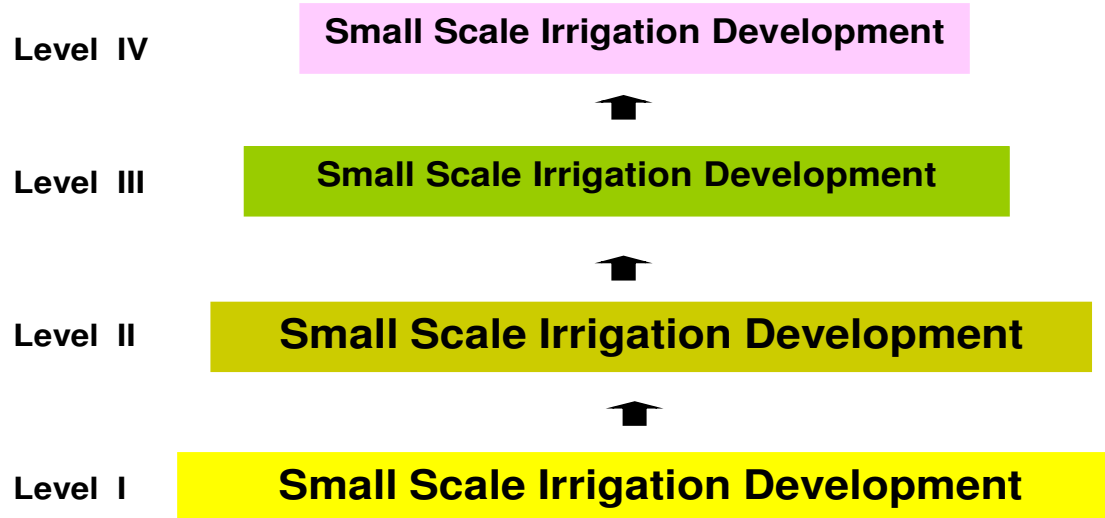 Level IV Small Scale Irrigation Development
Level III Small Scale Irrigation Development
Level II Small Scale Irrigation Development
Level I Small Scale Irrigation Development